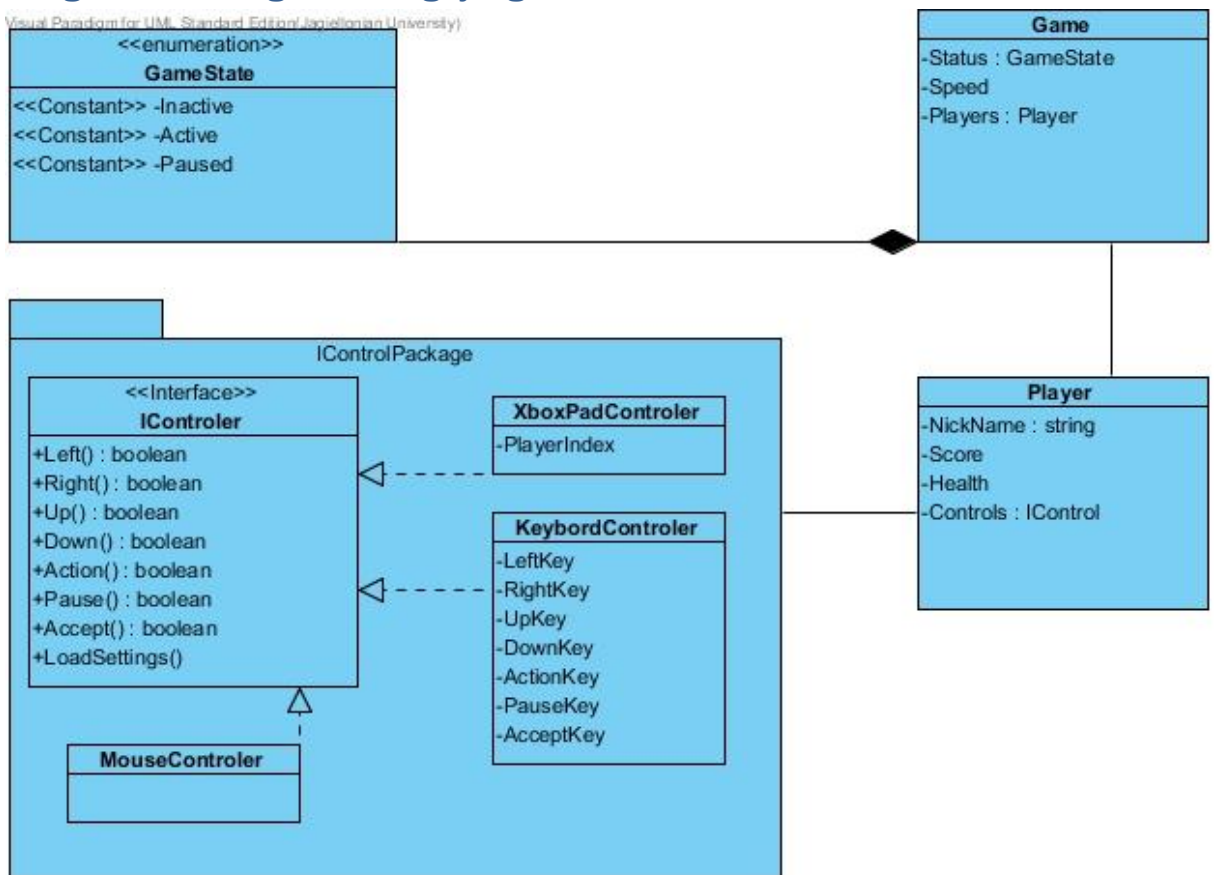 Visual Paradigm for UML Standard Edition(Jagiellonian University)
<<enumeration>>
GameState
<<Constant>> -Inactive
<<Constant>> -Active
<<Constant>> -Paused
Game
-Status : GameState
-Speed
-Players : Player
IControlPackage
<<Interface>>
IControler
+Left() : boolean
+Right() : boolean
+Up() : boolean
+Down() : boolean
+Action() : boolean
+Pause() : boolean
+Accept() : boolean
+LoadSettings()
XboxPadControler
-PlayerIndex
KeybordControler
-LeftKey
-RightKey
-UpKey
-DownKey
-ActionKey
-PauseKey
-AcceptKey
MouseControler
Player
-NickName : string
-Score
-Health
-Controls : IControl